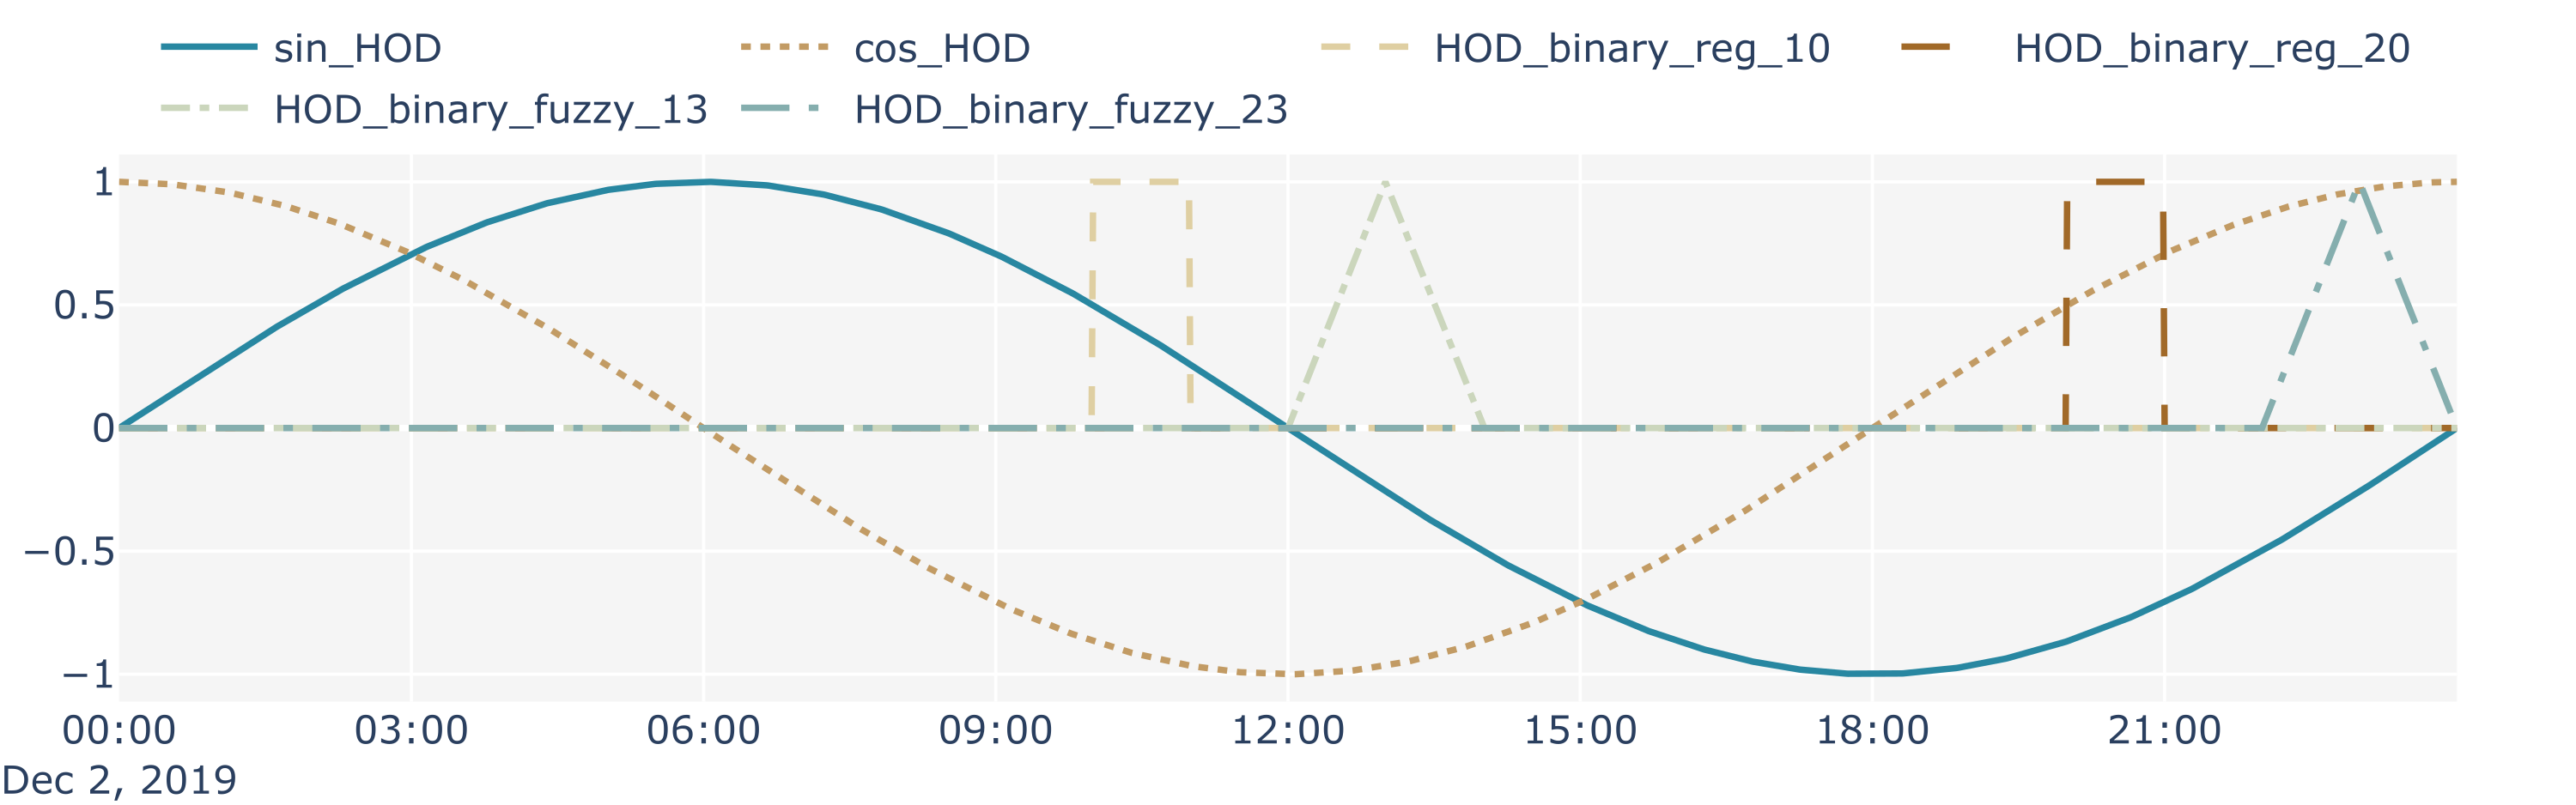 sin_HOD cos_HOD HOD_binary_reg_10 HOD_binary_reg_20
HOD_binary_fuzzy_13 HOD_binary_fuzzy_23
1
0.5
0
−0.5
−1
00:00 03:00 06:00 09:00 12:00 15:00 18:00 21:00
Dec 2, 2019